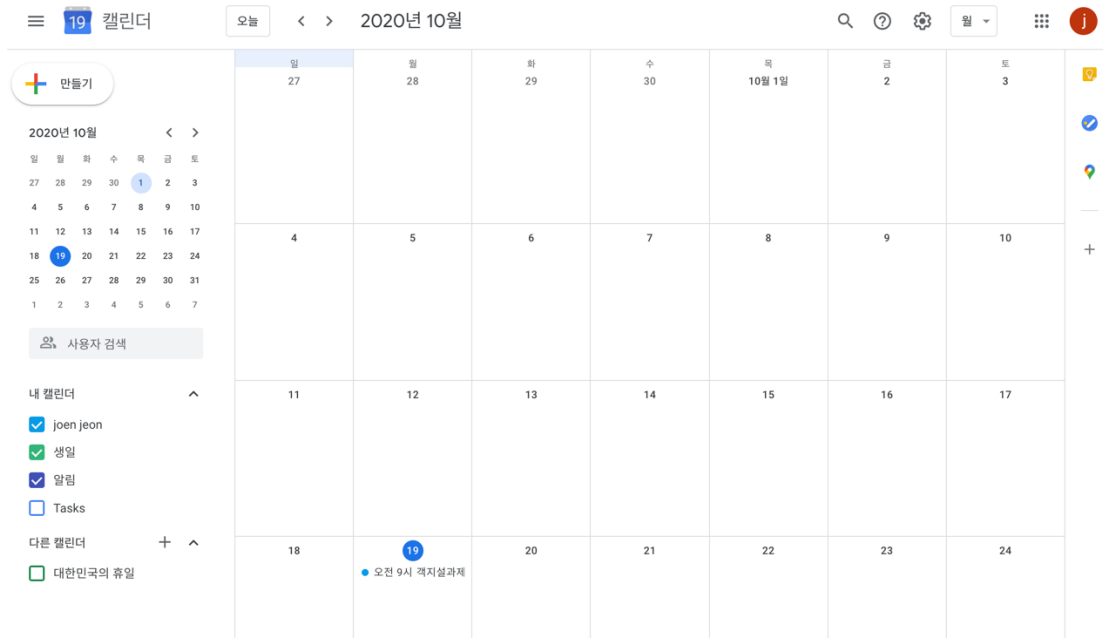 19 캘린더 오늘 2020년 10월 월 j
만들기
2020년 10월
일 월 화 수 목 금 토
27 28 29 30 1 2 3
4 5 6 7 8 9 10
11 12 13 14 15 16 17
18 19 20 21 22 23 24
25 26 27 28 29 30 31
1 2 3 4 5 6 7
사용자 검색
내 캘린더
joen jeon
생일
알림
Tasks
다른 캘린더
대한민국의 휴일
일 월 화 수 목 금 토
27 28 29 30 10월 1일 2 3
4 5 6 7 8 9 10
11 12 13 14 15 16 17
18 19 20 21 22 23 24
오전 9시 객지설과제